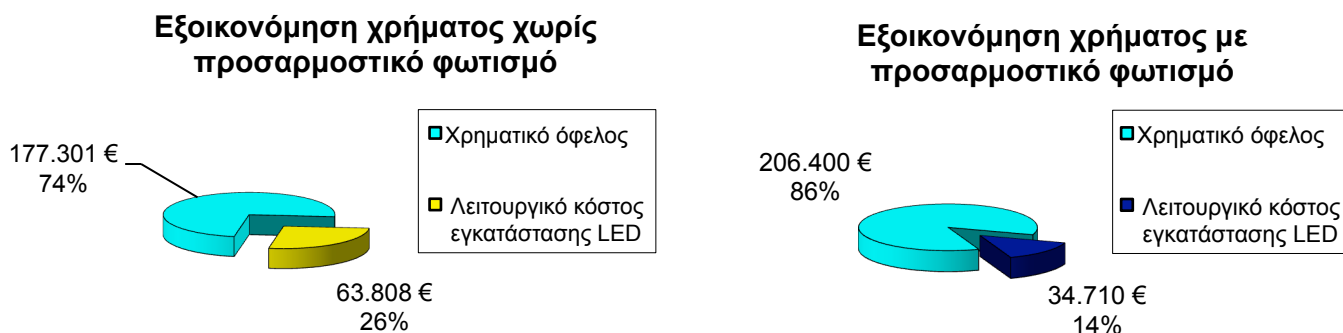 Εξοικονόμηση χρήματος χωρίς
προσαρμοστικό φωτισμό
177.301 €
74%
Χρηματικό όφελος
Λειτουργικό κόστος
εγκατάστασης LED
63.808 €
26%
Εξοικονόμηση χρήματος με
προσαρμοστικό φωτισμό
206.400 €
86%
Χρηματικό όφελος
Λειτουργικό κόστος
εγκατάστασης LED
34.710 €
14%